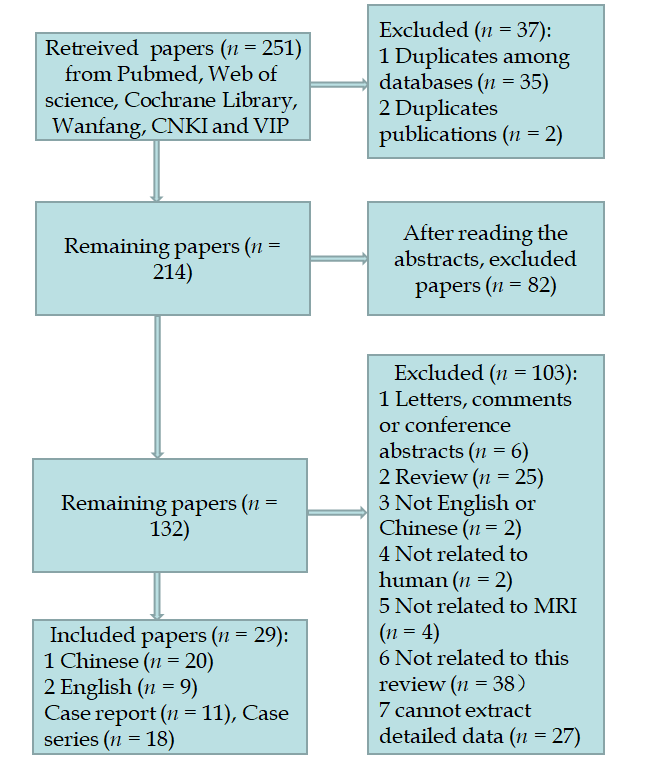 Retreived papers (n = 251)
from Pubmed, Web of
science, Cochrane Library,
Wanfang, CNKI and VIP
Excluded (n = 37):
1 Duplicates among
databases (n = 35)
2 Duplicates
publications (n = 2)
Remaining papers (n =
214)
After reading the
abstracts, excluded
papers (n = 82)
Remaining papers (n =
132)
Excluded (n = 103):
1 Letters, comments
or conference
abstracts (n = 6)
2 Review (n = 25)
3 Not English or
Chinese (n = 2)
4 Not related to
human (n = 2)
5 Not related to MRI
(n = 4)
6 Not related to this
review (n = 38）
7 cannot extract
detailed data (n = 27)
Included papers (n = 29):
1 Chinese (n = 20)
2 English (n = 9)
Case report (n = 11), Case
series (n = 18)